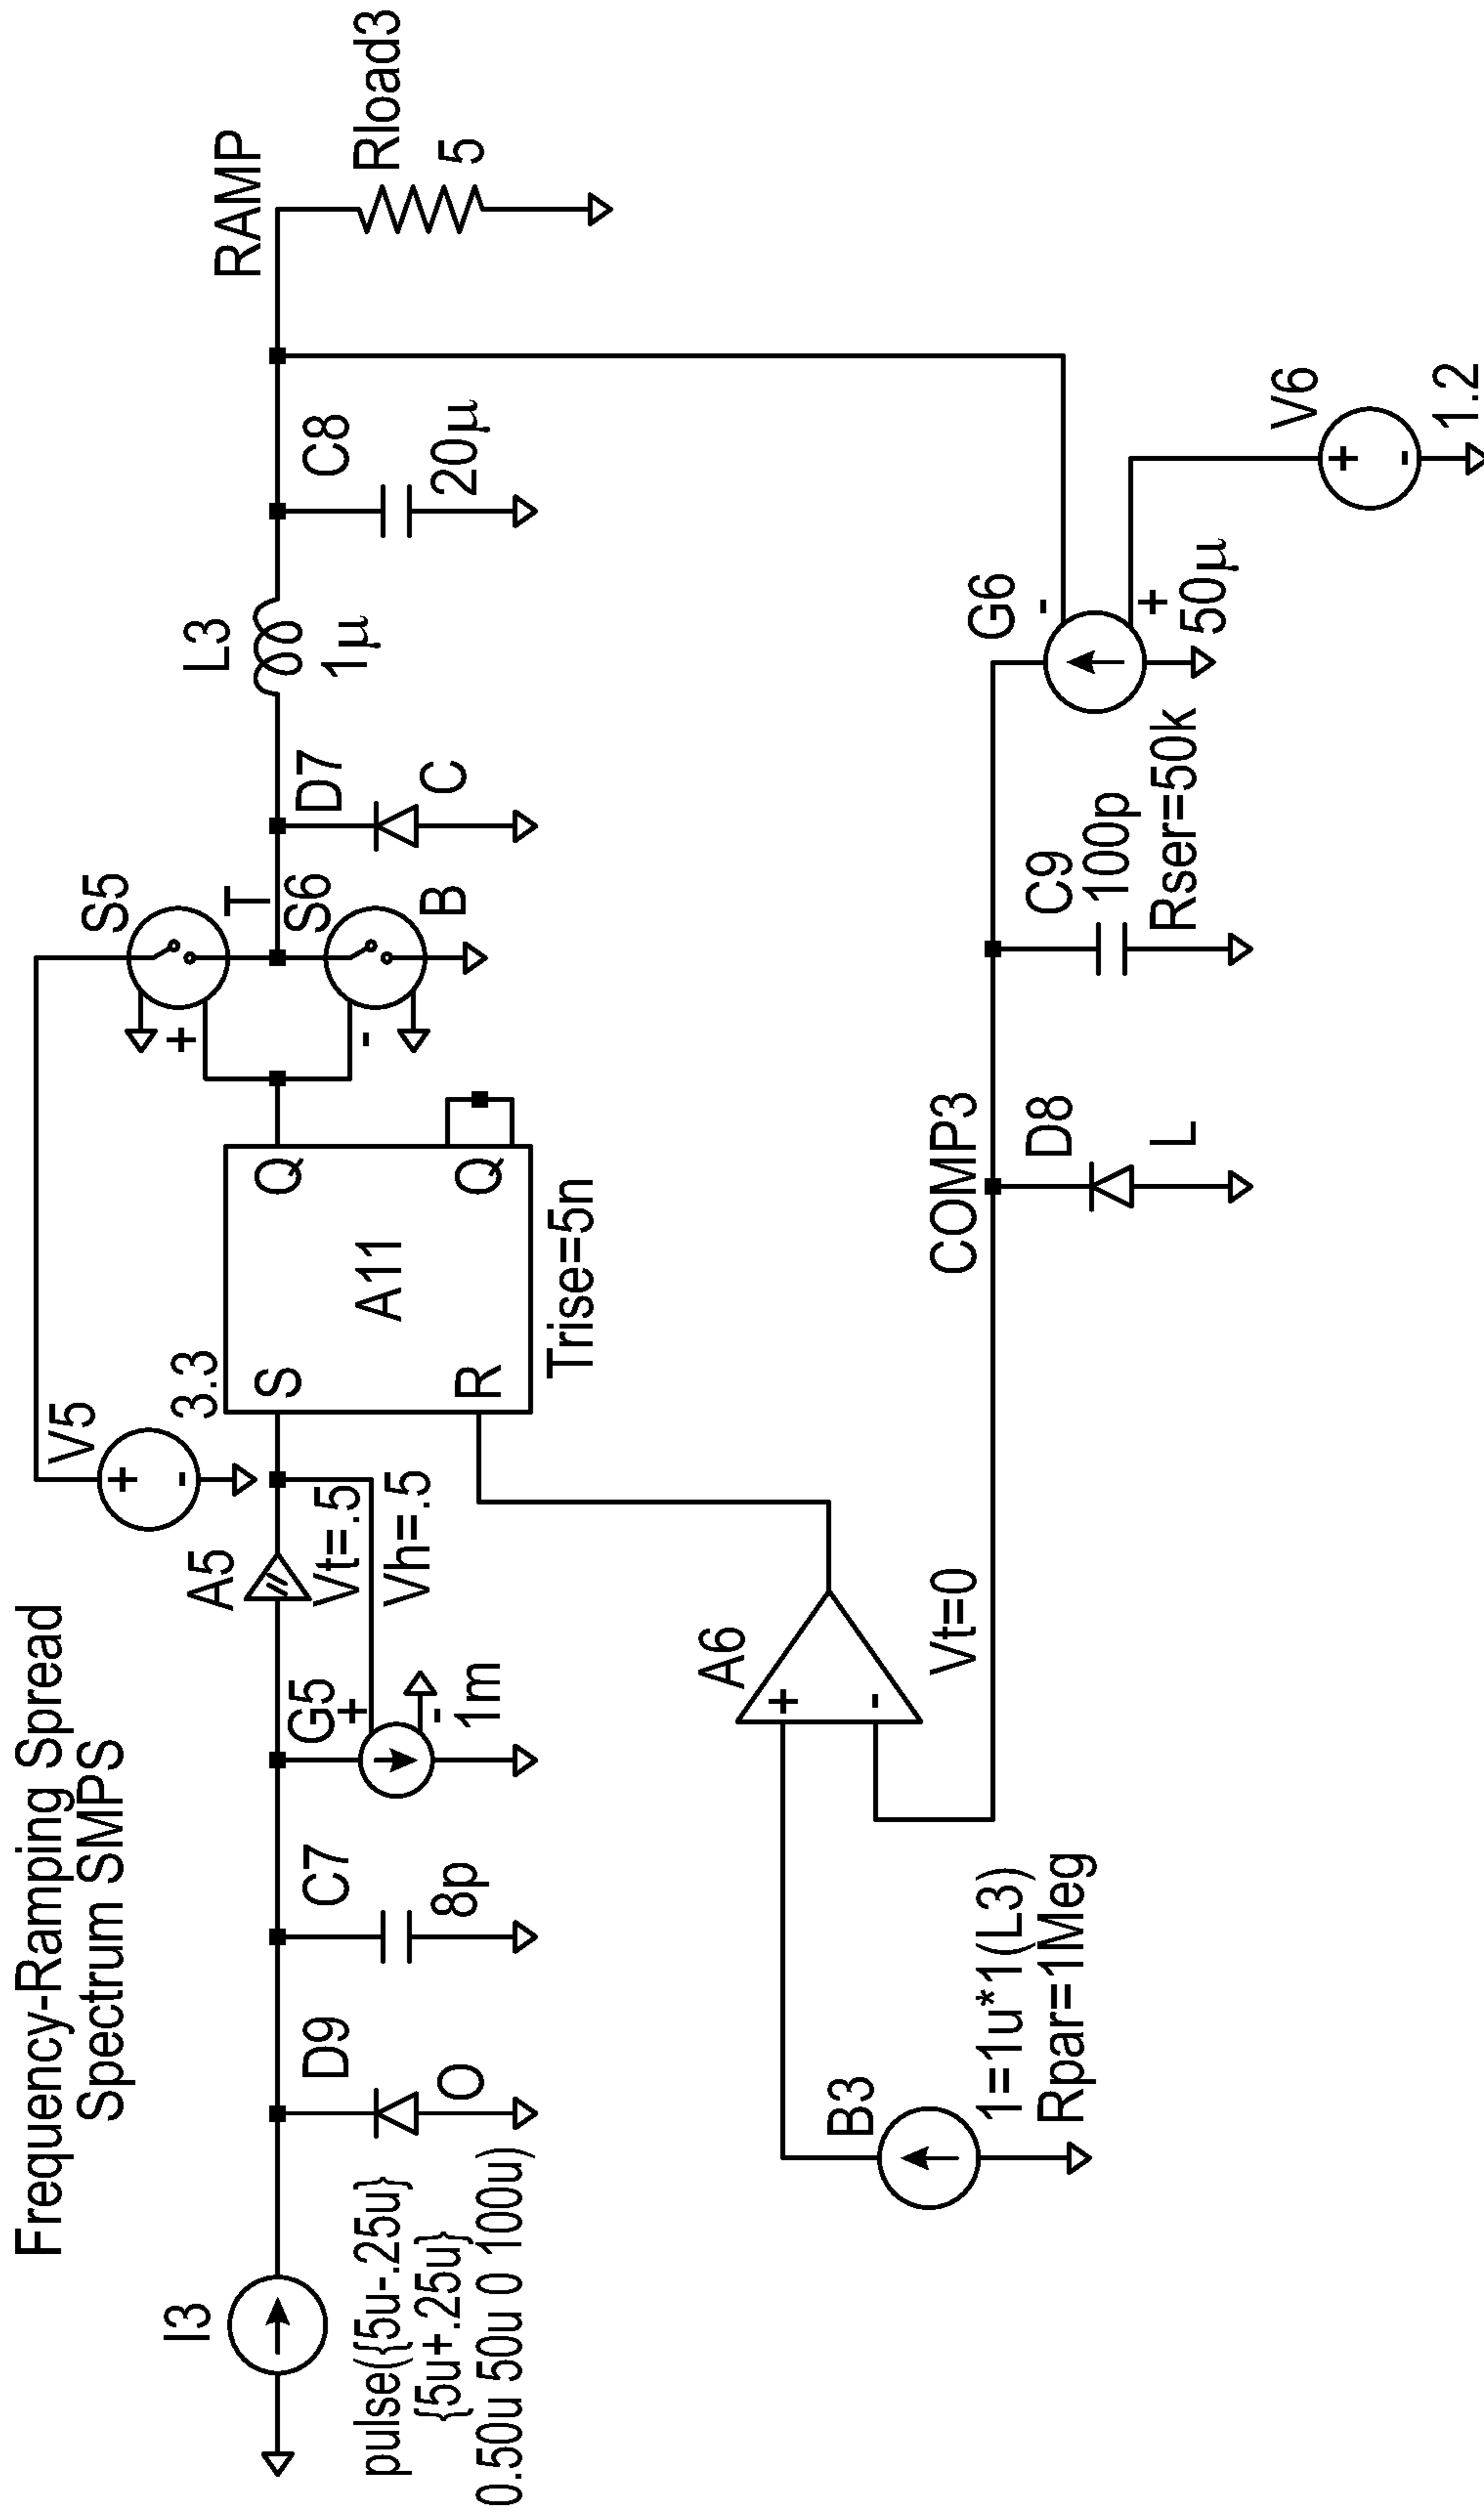 Frequency-Ramping Spread
Spectrum SMPS
I3
pulse({5u-.25u}
{5u+.25u}
0.50u 50u 0 100u)
D9
O
C7
8p
G5
+
-
1m
A5
Vt=.5
Vh=.5
V5
+
-
3.3
S
R
A11
Q
Q
Trise=5n
+
-
S5
T
S6
B
D7
C
L3
1µ
C8
20µ
RAMP
Rload3
5
B3
1=1u*1(L3)
Rpar=1Meg
A6
+
-
Vt=0
COMP3
D8
L
C9
100p
Rser=50k
G6
-
+
50µ
V6
+
-
1.2